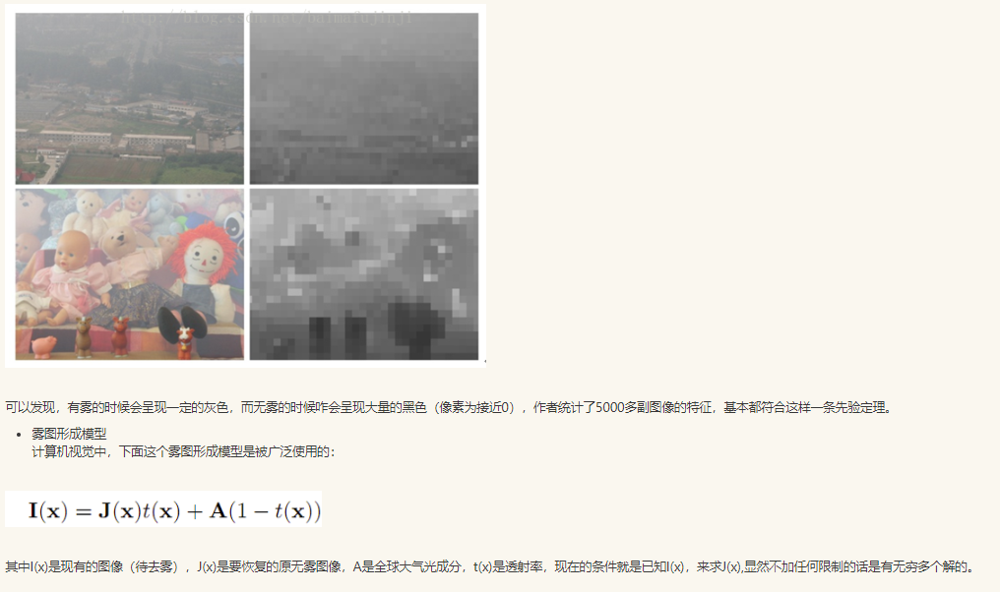 http://blog.csdn.net/baimafujinji
可以发现，有雾的时候会呈现一定的灰色，而无雾的时候咋会呈现大量的黑色（像素为接近0），作者统计了5000多副图像的特征，基本都符合这样一条先验定理。
• 雾图形成模型
计算机视觉中，下面这个雾图形成模型是被广泛使用的：
I(x) = J(x)t(x) + A(1 − t(x))
其中I(x)是现有的图像（待去雾），J(x)是要恢复的原无雾图像，A是全球大气光成分，t(x)是透射率，现在的条件就是已知I(x)，来求J(x),显然不加任何限制的话是有无穷多个解的。